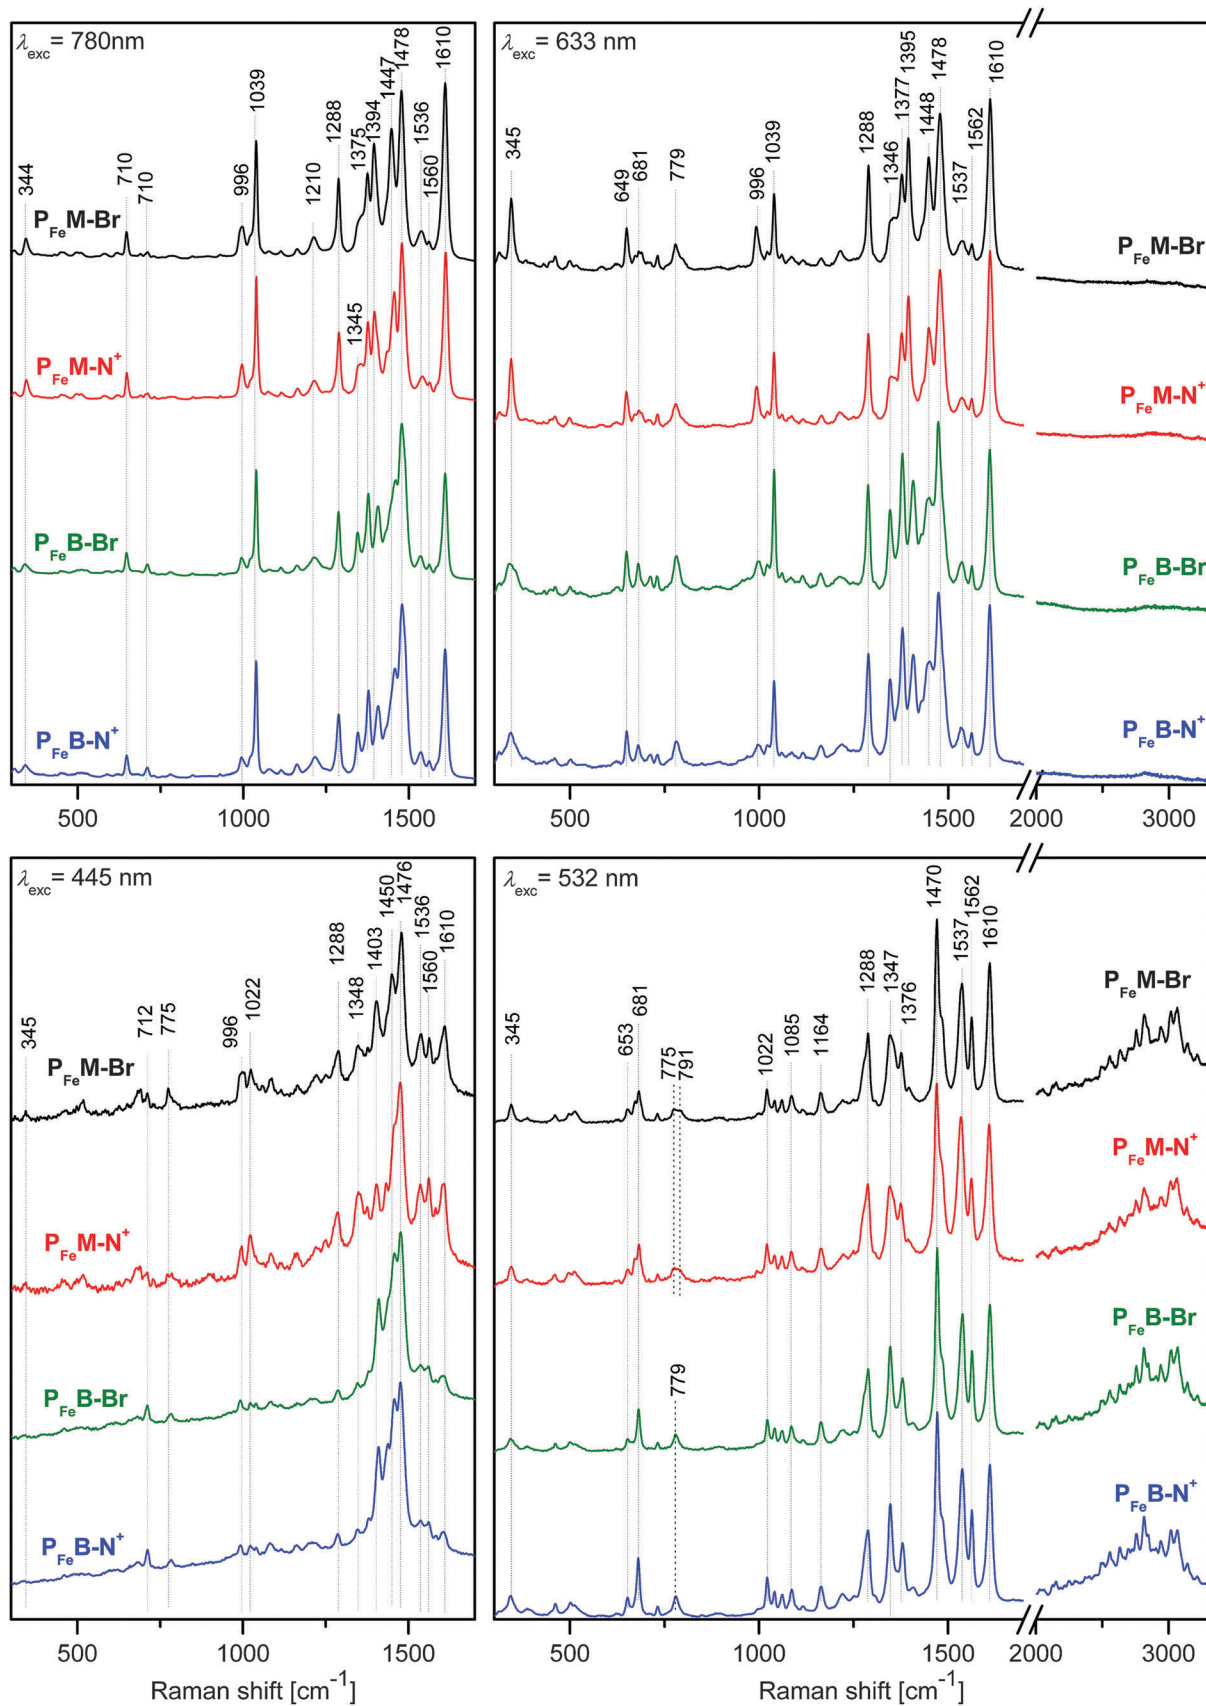 λexc= 780nm
344
710
710
996
1039
1210
1288
1375
1394
1447
1478
1536
1560
1610
1345
PFeM-Br
PFeM-N+
PFeB-Br
PFeB-N+
500 1000 1500
λexc= 633 nm
345
649
681
779
996
1039
1288
1346
1377
1395
1448
1478
1537
1562
1610
PFeM-Br
PFeM-N+
PFeB-Br
PFeB-N+
500 1000 1500 2000 3000
λexc= 445 nm
345
712
775
996
1022
1288
1348
1403
1450
1476
1536
1560
1610
PFeM-Br
PFeM-N+
PFeB-Br
PFeB-N+
500 1000 1500
Raman shift [cm-1]
λexc= 532 nm
345
653
681
775
791
1022
1085
1164
1288
1347
1376
1470
1537
1562
1610
779
PFeM-Br
PFeM-N+
PFeB-Br
PFeB-N+
500 1000 1500 2000 3000
Raman shift [cm-1]